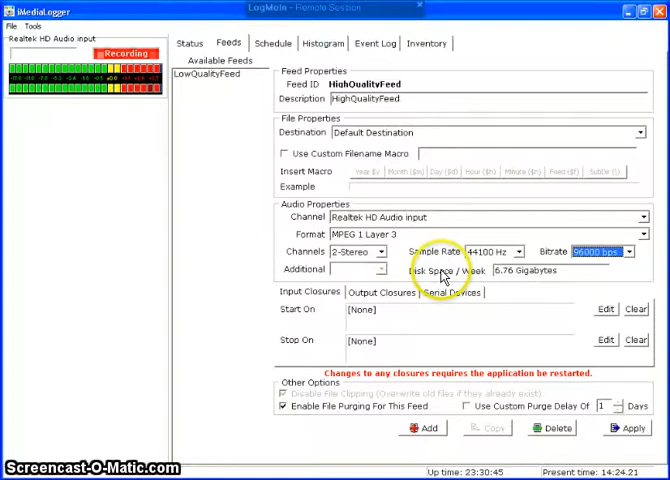 LogMeIn - Remote Session
iMediaLogger
File Tools
Realtek HD Audio input
Recording
Status Feeds Schedule Histogram Event Log Inventory
Available Feeds
LowQualityFeed
Feed Properties
Feed ID HighQualityFeed
Description HighQualityFeed
File Properties
Destination Default Destination
Use Custom Filename Macro
Insert Macro Year $y Month ($m) Day ($d) Hour ($h) Minute ($m) Feed ($f) SubDir (\)
Example
Audio Properties
Channel Realtek HD Audio input
Format MPEG 1 Layer 3
Channels 2-Stereo Sample Rate 44100 Hz Bitrate 96000 bps
Additional Disk Space / Week 6.76 Gigabytes
Input Closures Output Closures Serial Devices
Start On [None] Edit Clear
Stop On [None] Edit Clear
Changes to any closures requires the application be restarted.
Other Options
Disable File Clipping (Overwrite old files if they already exist)
Enable File Purging For This Feed Use Custom Purge Delay Of 1 Days
Add Copy Delete Apply
Screencast-O-Matic.com
Up time: 23:30:45 Present time: 14:24.21